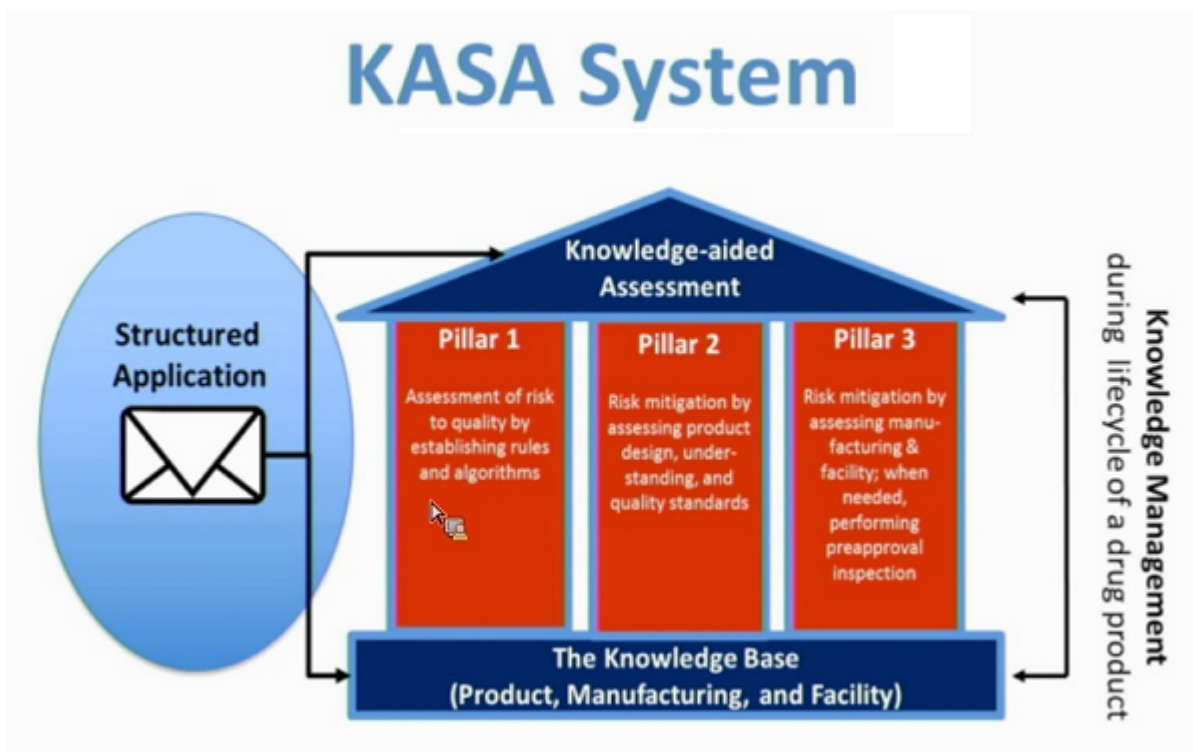 KASA System
Structured
Application
Knowledge-aided
Assessment
Pillar 1
Assessment of risk
to quality by
establishing rules
and algorithms
Pillar 2
Risk mitigation by
assessing product
design, under-
standing, and
quality standards
Pillar 3
Risk mitigation by
assessing manu-
facturing &
facility; when
needed,
performing
preapproval
inspection
The Knowledge Base
(Product, Manufacturing, and Facility)
Knowledge Management
during lifecycle of a drug product